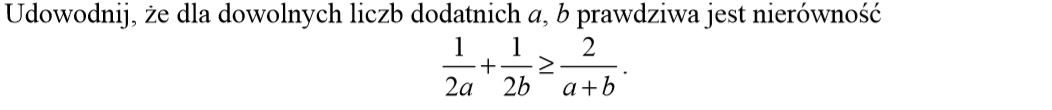 Udowodnij, że dla dowolnych liczb dodatnich a, b prawdziwa jest nierówność
1/2a + 1/2b ≥ 2/a+b .